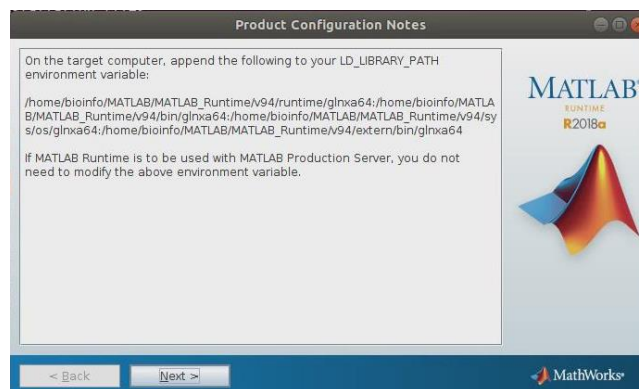 Product Configuration Notes
On the target computer, append the following to your LD_LIBRARY_PATH
environment variable:
/home/bioinfo/MATLAB/MATLAB_Runtime/v94/runtime/glnxa64:/home/bioinfo/MATLA
B/MATLAB_Runtime/v94/bin/glnxa64:/home/bioinfo/MATLAB/MATLAB_Runtime/v94/sy
s/os/glnxa64:/home/bioinfo/MATLAB/MATLAB_Runtime/v94/extern/bin/glnxa64
If MATLAB Runtime is to be used with MATLAB Production Server, you do not
need to modify the above environment variable.
MATLAB
RUNTIME
R2018a
< Back
Next >
MathWorks